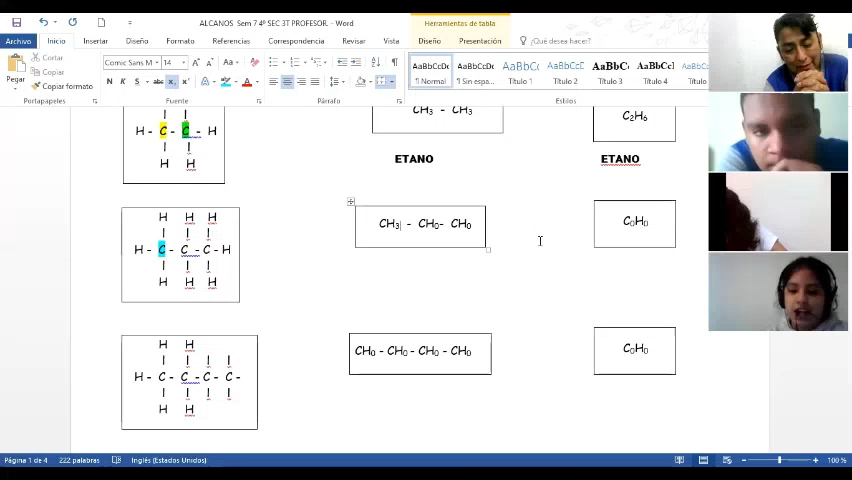 ALCANOS Sem 7 4º SEC 3T PROFESOR. - Word
Herramientas de tabla
Archivo Inicio Insertar Diseño Formato Referencias Correspondencia Revisar Vista Diseño Presentación ¿Qué desea hacer?
Pegar
Cortar
Copiar
Copiar formato
Comic Sans M 14
N K S abc x₂
Portapapeles Fuente Párrafo Estilos
AaBbCcDc AaBbCcDc AaBbCc AaBbCcC AaBbCc AaBbCc]
¶ Normal ¶ Sin espa... Título 1 Título 2 Título 3 Título 4
H - C - C - H
H H
CH₃ - CH₃
C₂H₆
ETANO
ETANO
H H H
H - C - C - C - H
H H H
CH₃ - CH₀- CH₀
C₀H₀
H H
H - C - C - C - C -
H H
CH₀ - CH₀ - CH₀ - CH₀
C₀H₀
Página 1 de 4 222 palabras Inglés (Estados Unidos) 100 %